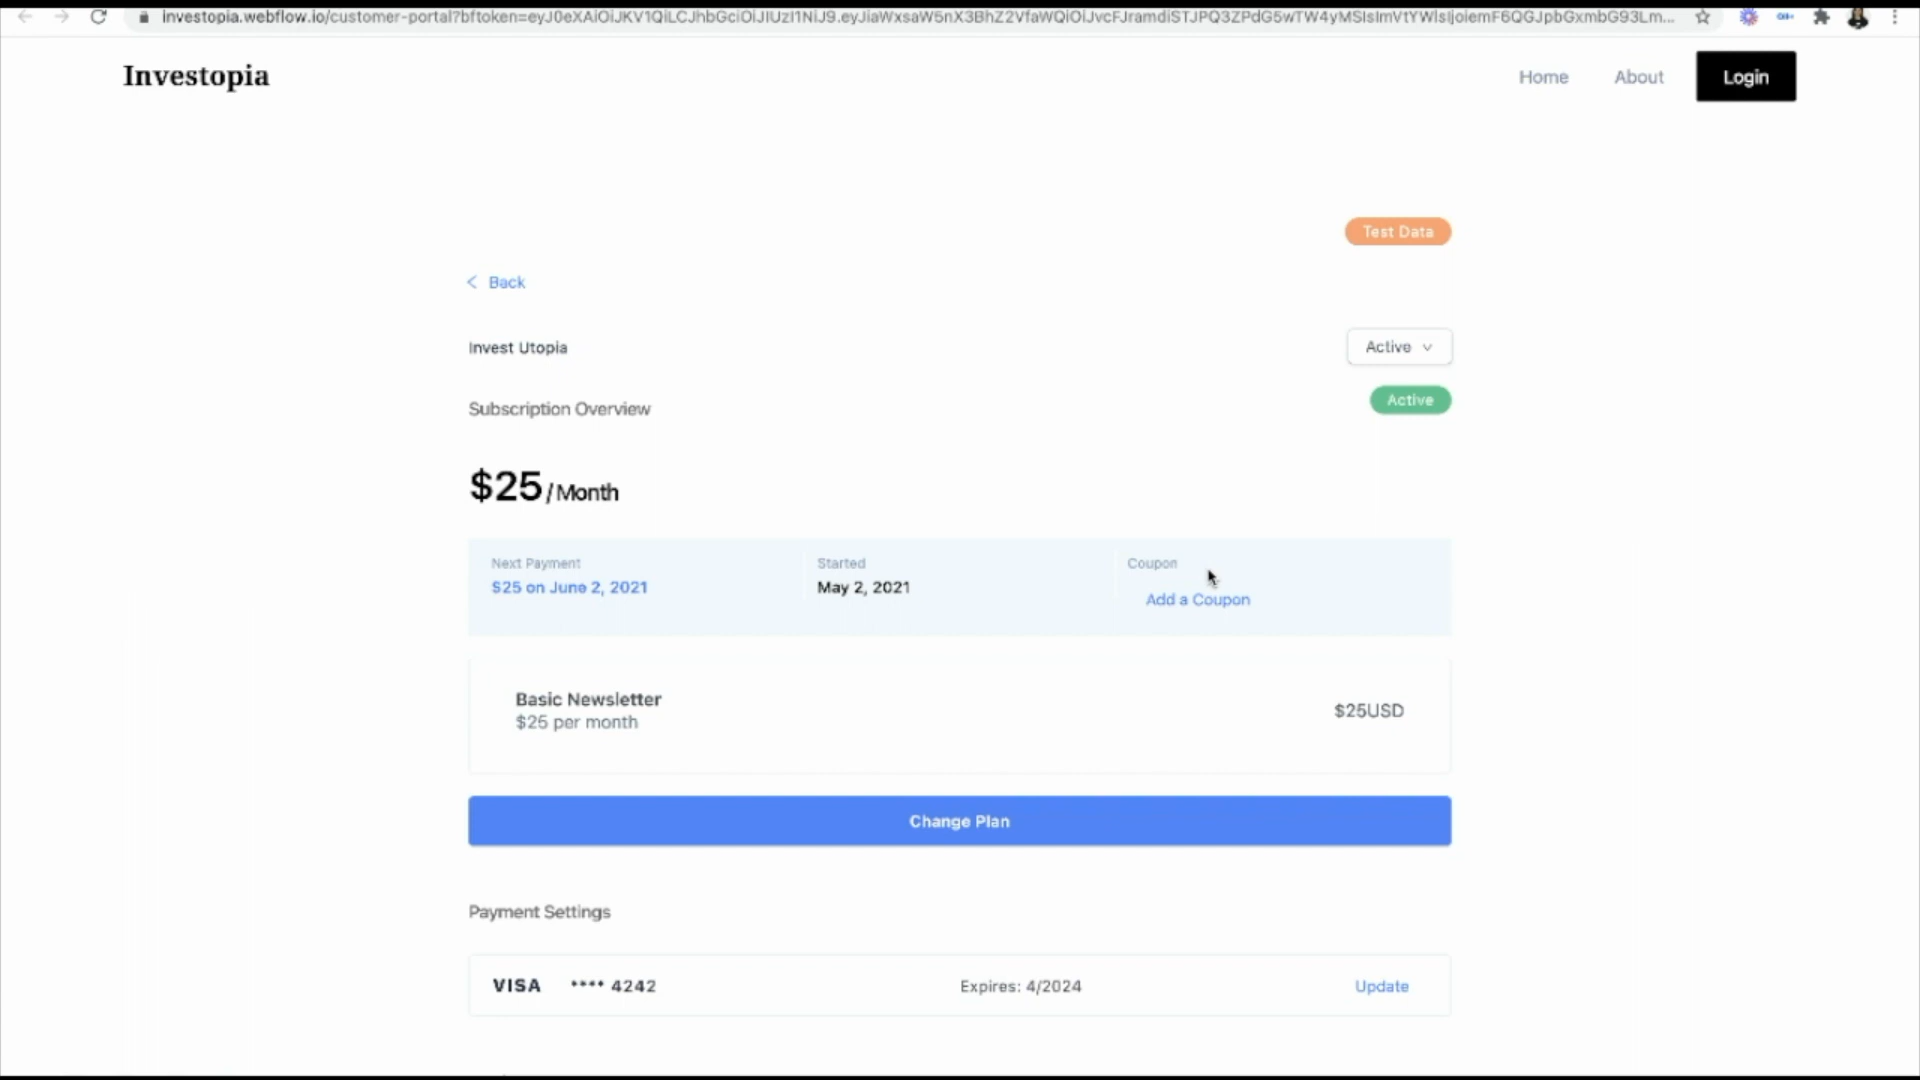 Investopia
Home
About
Login
Test Data
Back
Invest Utopia
Active
Subscription Overview
Active
$25 / Month
Next Payment
$25 on June 2, 2021
Started
May 2, 2021
Coupon
Add a Coupon
Basic Newsletter
$25 per month
$25USD
Change Plan
Payment Settings
VISA
**** 4242
Expires: 4/2024
Update